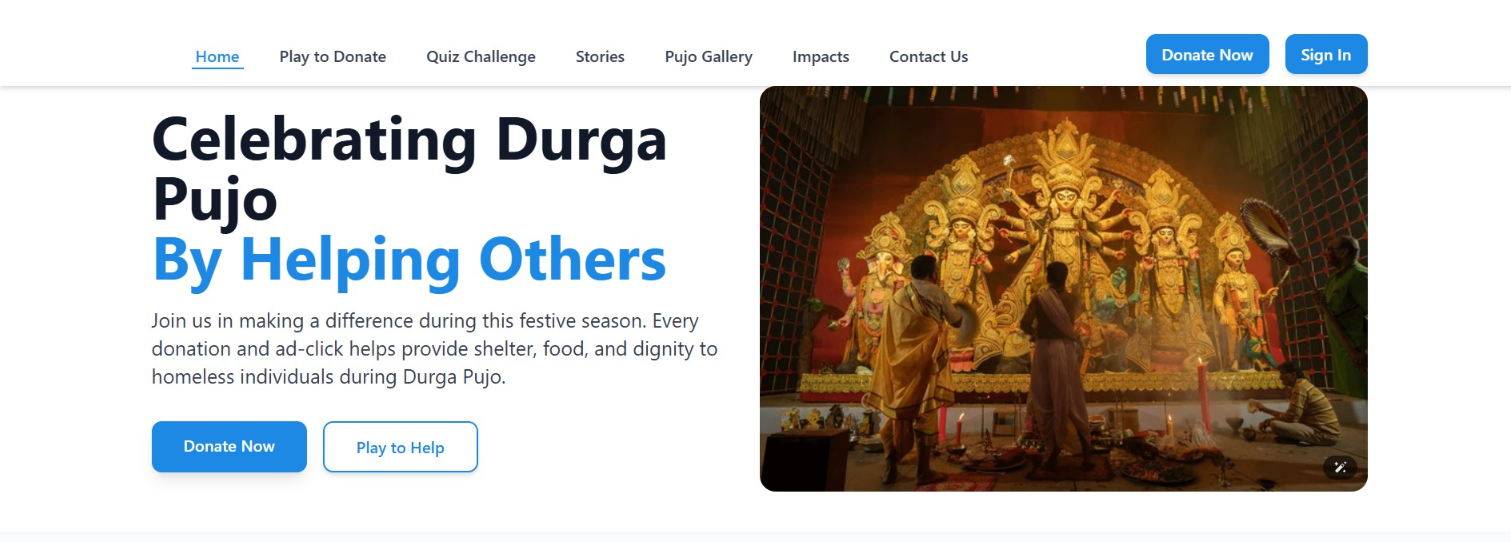 Home Play to Donate Quiz Challenge Stories Pujo Gallery Impacts Contact Us Donate Now Sign In
Celebrating Durga
Pujo
By Helping Others
Join us in making a difference during this festive season. Every
donation and ad-click helps provide shelter, food, and dignity to
homeless individuals during Durga Pujo.
Donate Now Play to Help